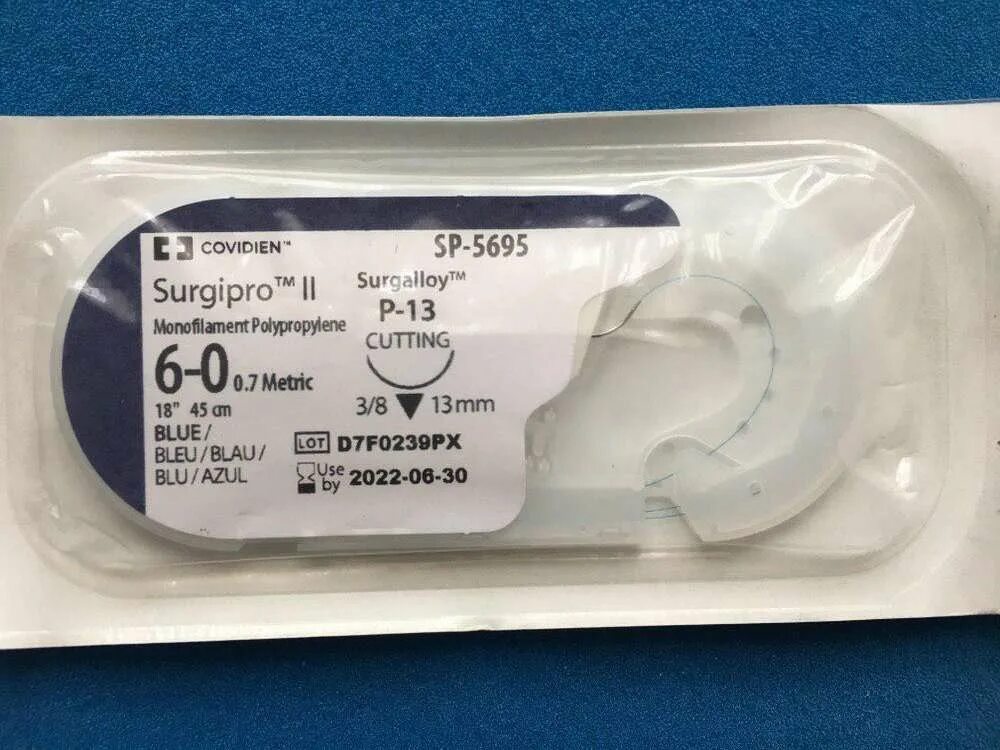 COVIDIEN™
SP-5695
Surgipro™ II
Surgalloy™
Monofilament Polypropylene
P-13
CUTTING
6-0 0.7 Metric
18" 45 cm
3/8 13mm
BLUE/
BLEU/BLAU/
BLU/AZUL
LOT D7F0239PX
Use by 2022-06-30